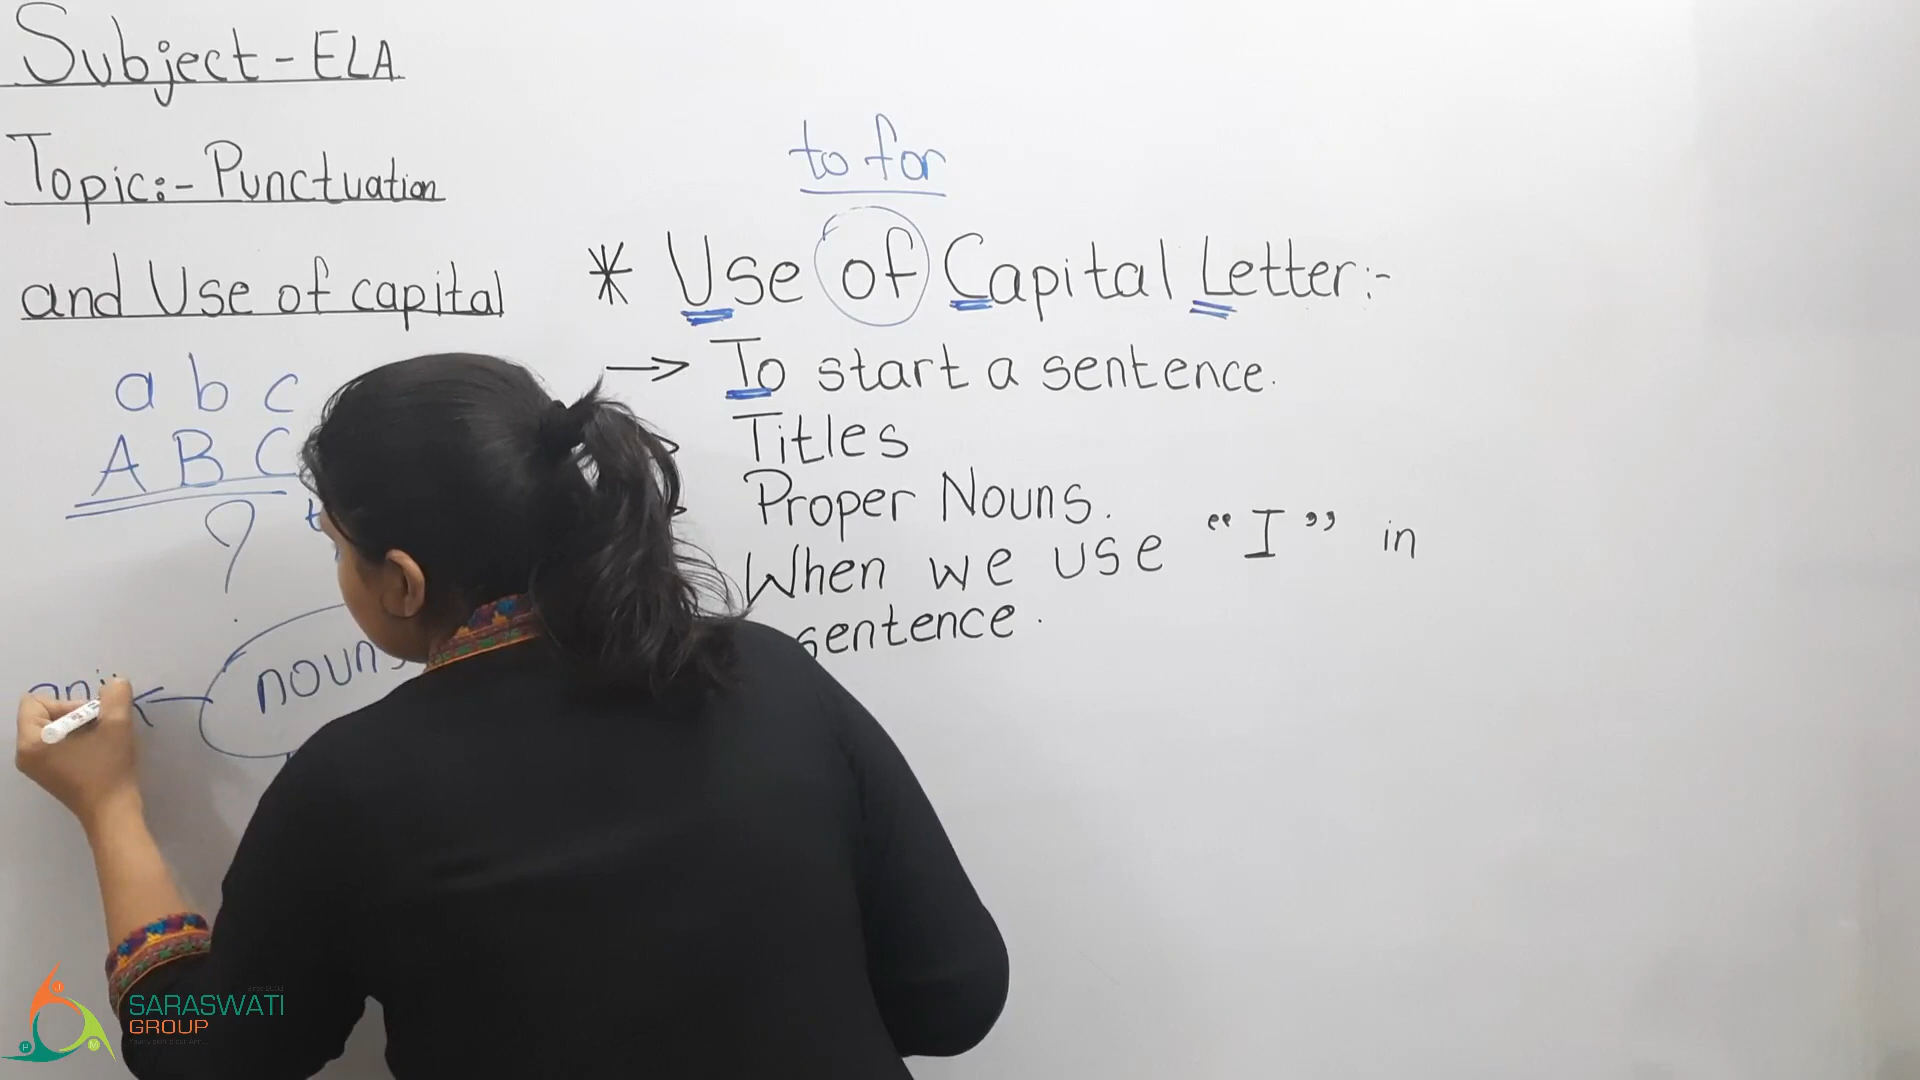 Subject - ELA
Topic:- Punctuation
and Use of capital
a b c
A B C
?
nouns
to for
* Use of Capital Letter:-
→ To start a sentence.
Titles
Proper Nouns.
When we use "I" in
sentence.
SARASWATI
GROUP